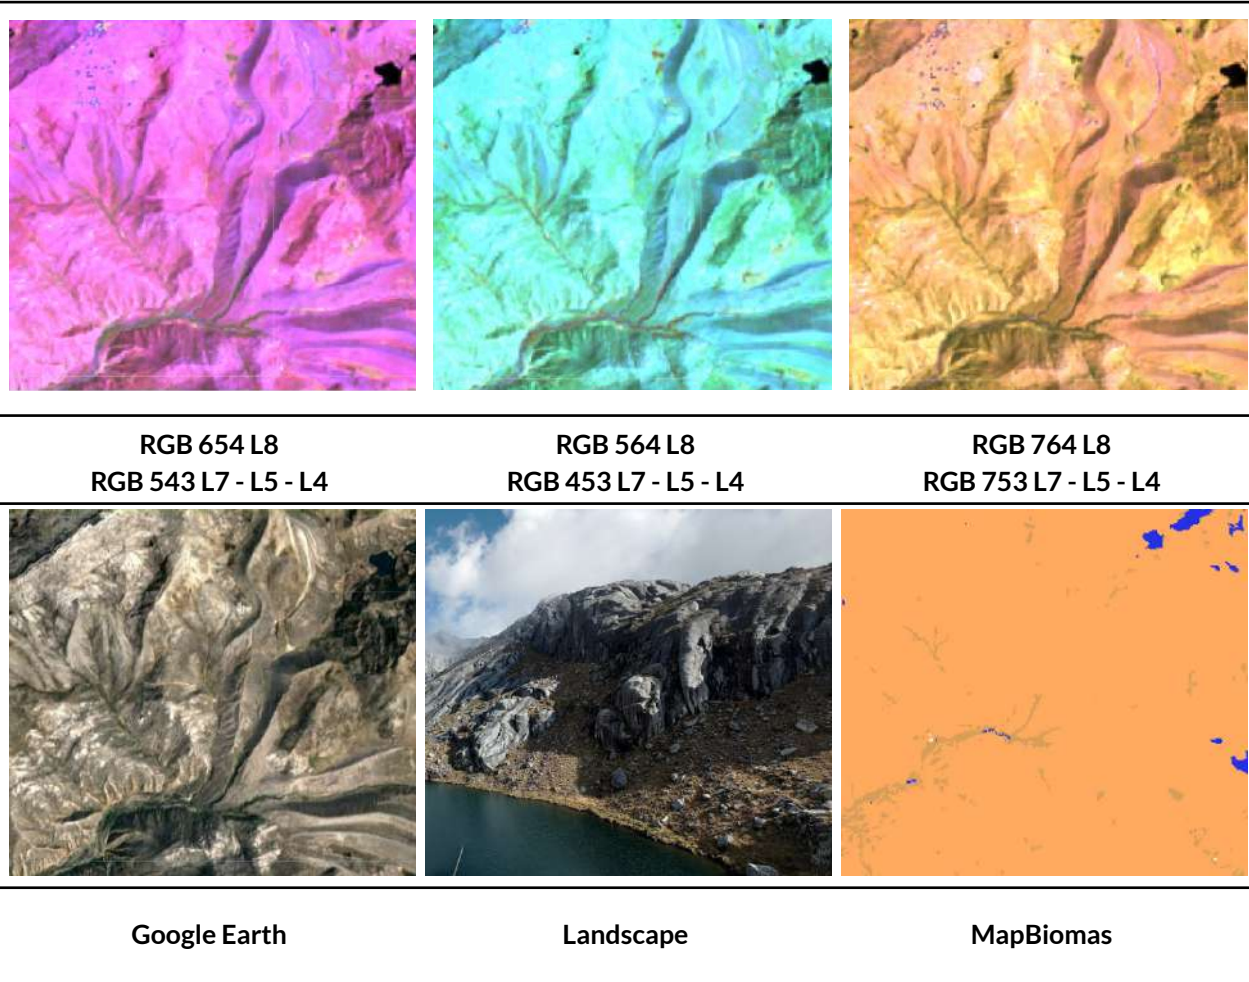 RGB 654 L8
RGB 543 L7 - L5 - L4
RGB 564 L8
RGB 453 L7 - L5 - L4
RGB 764 L8
RGB 753 L7 - L5 - L4
Google Earth
Landscape
MapBiomas